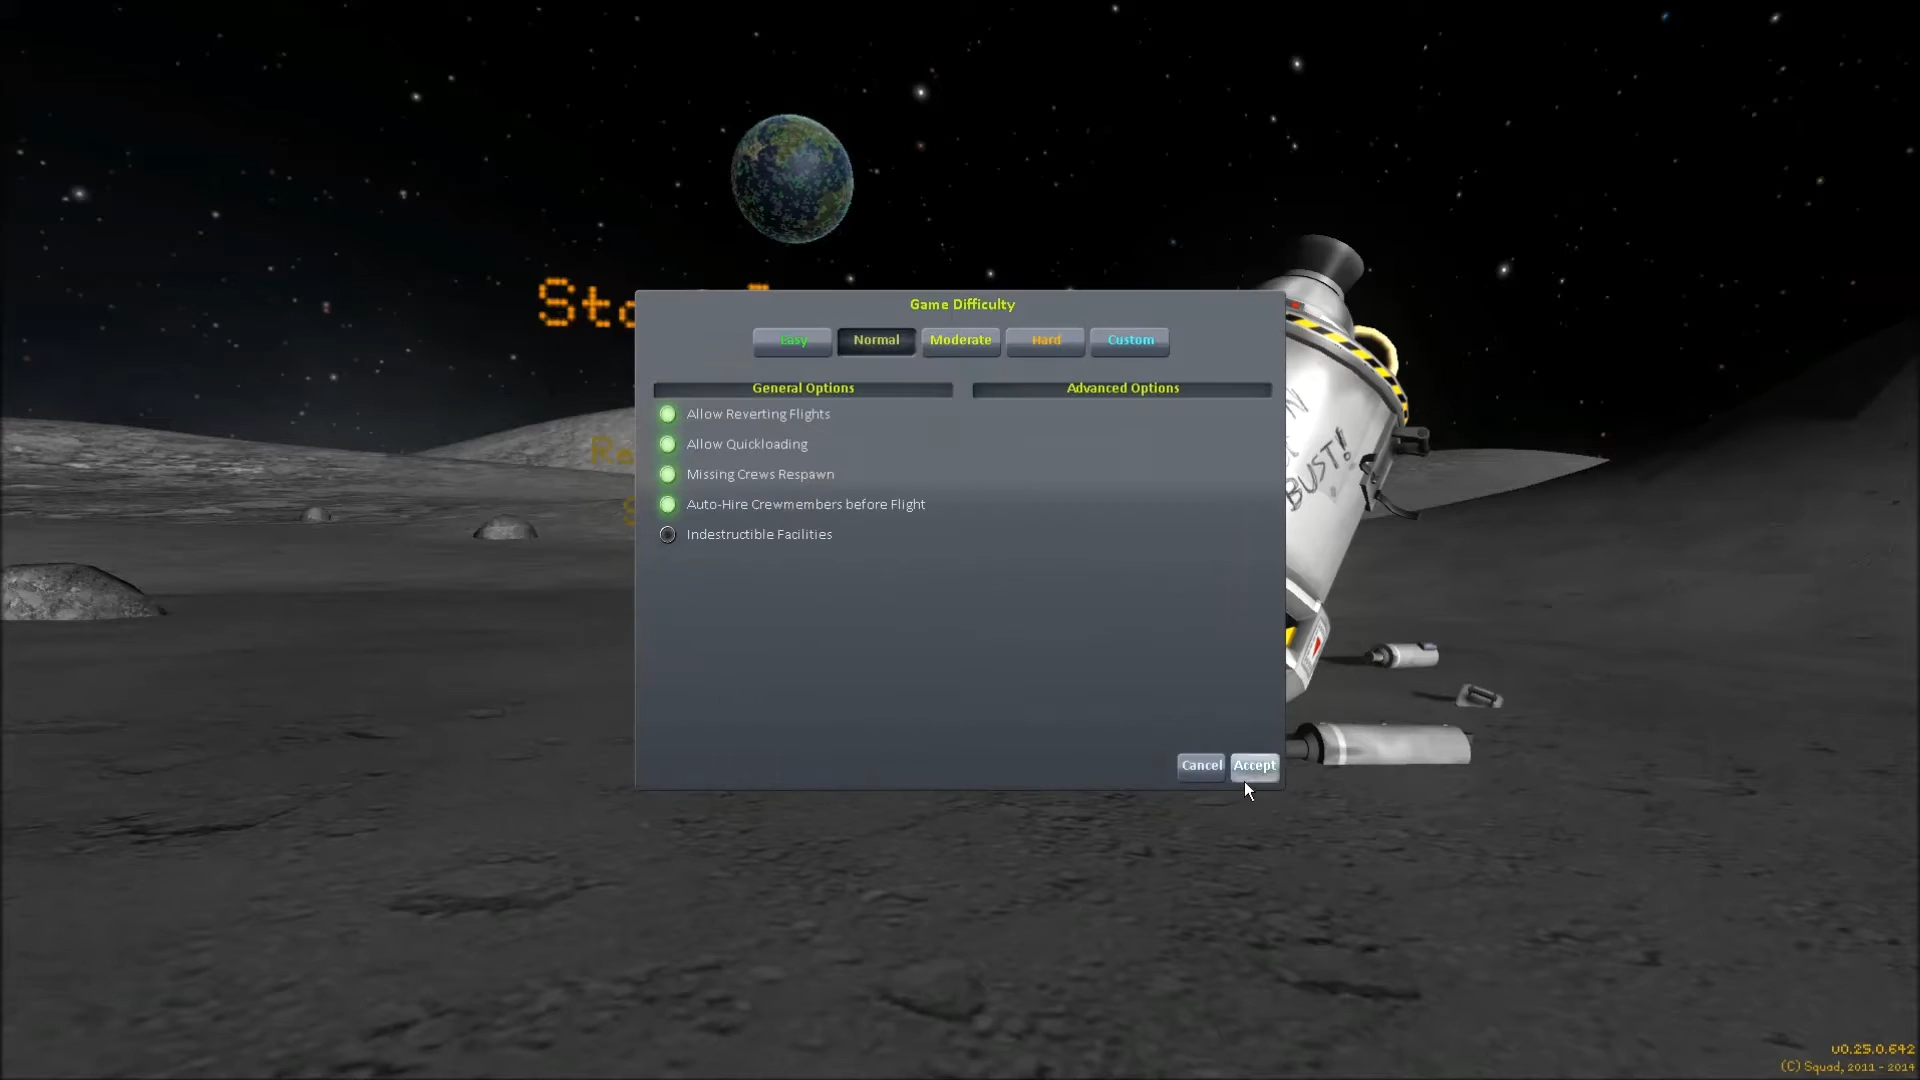 Game Difficulty
Easy Normal Moderate Hard Custom
General Options
Advanced Options
Allow Reverting Flights
Allow Quickloading
Missing Crews Respawn
Auto-Hire Crewmembers before Flight
Indestructible Facilities
BUST!
Cancel Accept
v0.25.0.642
(C) Squad, 2011 - 2014